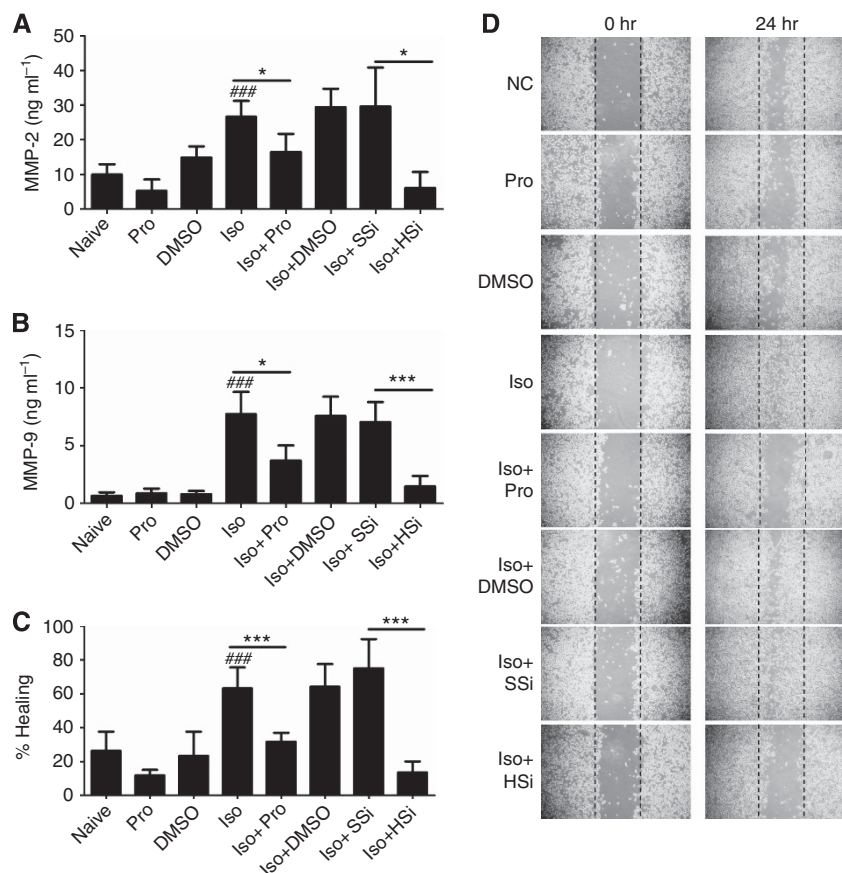 A
MMP-2 (ng ml⁻¹)
50
40
30
20
10
0
*
###
*
Naive
Pro
DMSO
Iso
Iso+ Pro
Iso+DMSO
Iso+ SSi
Iso+HSi
B
MMP-9 (ng ml⁻¹)
15
10
5
0
*
###
***
Naive
Pro
DMSO
Iso
Iso+ Pro
Iso+DMSO
Iso+ SSi
Iso+HSi
C
% Healing
100
80
60
40
20
0
***
###
***
Naive
Pro
DMSO
Iso
Iso+ Pro
Iso+DMSO
Iso+ SSi
Iso+HSi
D
0 hr
24 hr
NC
Pro
DMSO
Iso
Iso+
Pro
Iso+
DMSO
Iso+
SSi
Iso+
HSi